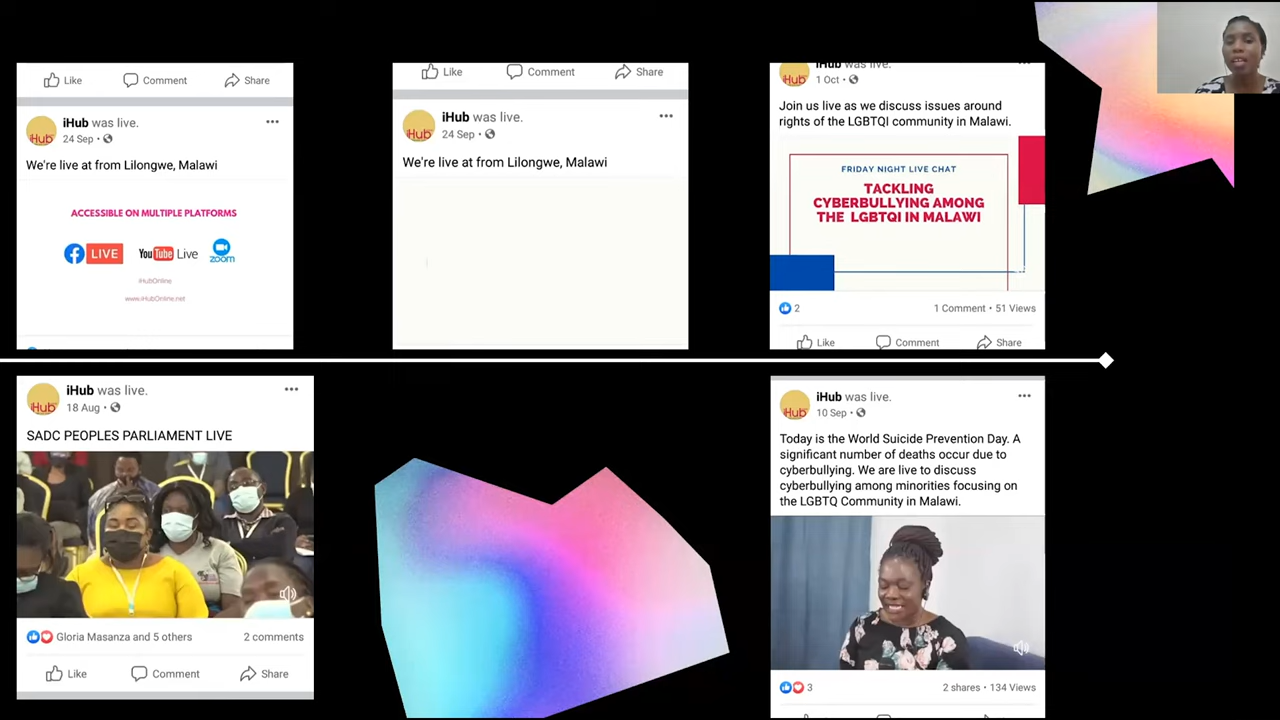 Like Comment Share
iHub was live.
24 Sep
We're live at from Lilongwe, Malawi
ACCESSIBLE ON MULTIPLE PLATFORMS
LIVE YouTube Live zoom
iHubOnline
www.iHubOnline.net
Like Comment Share
iHub was live.
24 Sep
We're live at from Lilongwe, Malawi
iHub was live.
1 Oct
Join us live as we discuss issues around
rights of the LGBTQI community in Malawi.
FRIDAY NIGHT LIVE CHAT
TACKLING
CYBERBULLYING AMONG
THE LGBTQI IN MALAWI
2 1 Comment • 51 Views
Like Comment Share
iHub was live.
18 Aug
SADC PEOPLES PARLIAMENT LIVE
Gloria Masanza and 5 others 2 comments
Like Comment Share
iHub was live.
10 Sep
Today is the World Suicide Prevention Day. A
significant number of deaths occur due to
cyberbullying. We are live to discuss
cyberbullying among minorities focusing on
the LGBTQ Community in Malawi.
3 2 shares • 134 Views